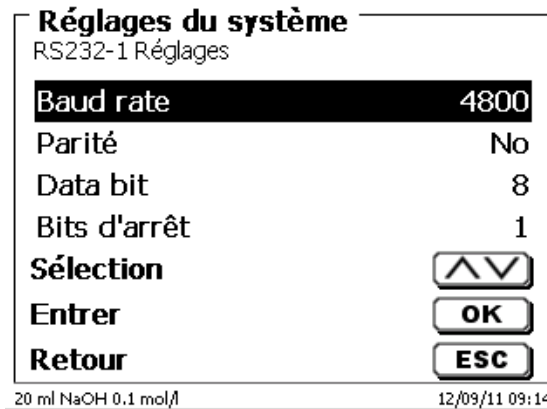 Réglages du système
RS232-1 Réglages
Baud rate 4800
Parité No
Data bit 8
Bits d'arrêt 1
Sélection
Entrer OK
Retour ESC
20 ml NaOH 0.1 mol/l 12/09/11 09:14